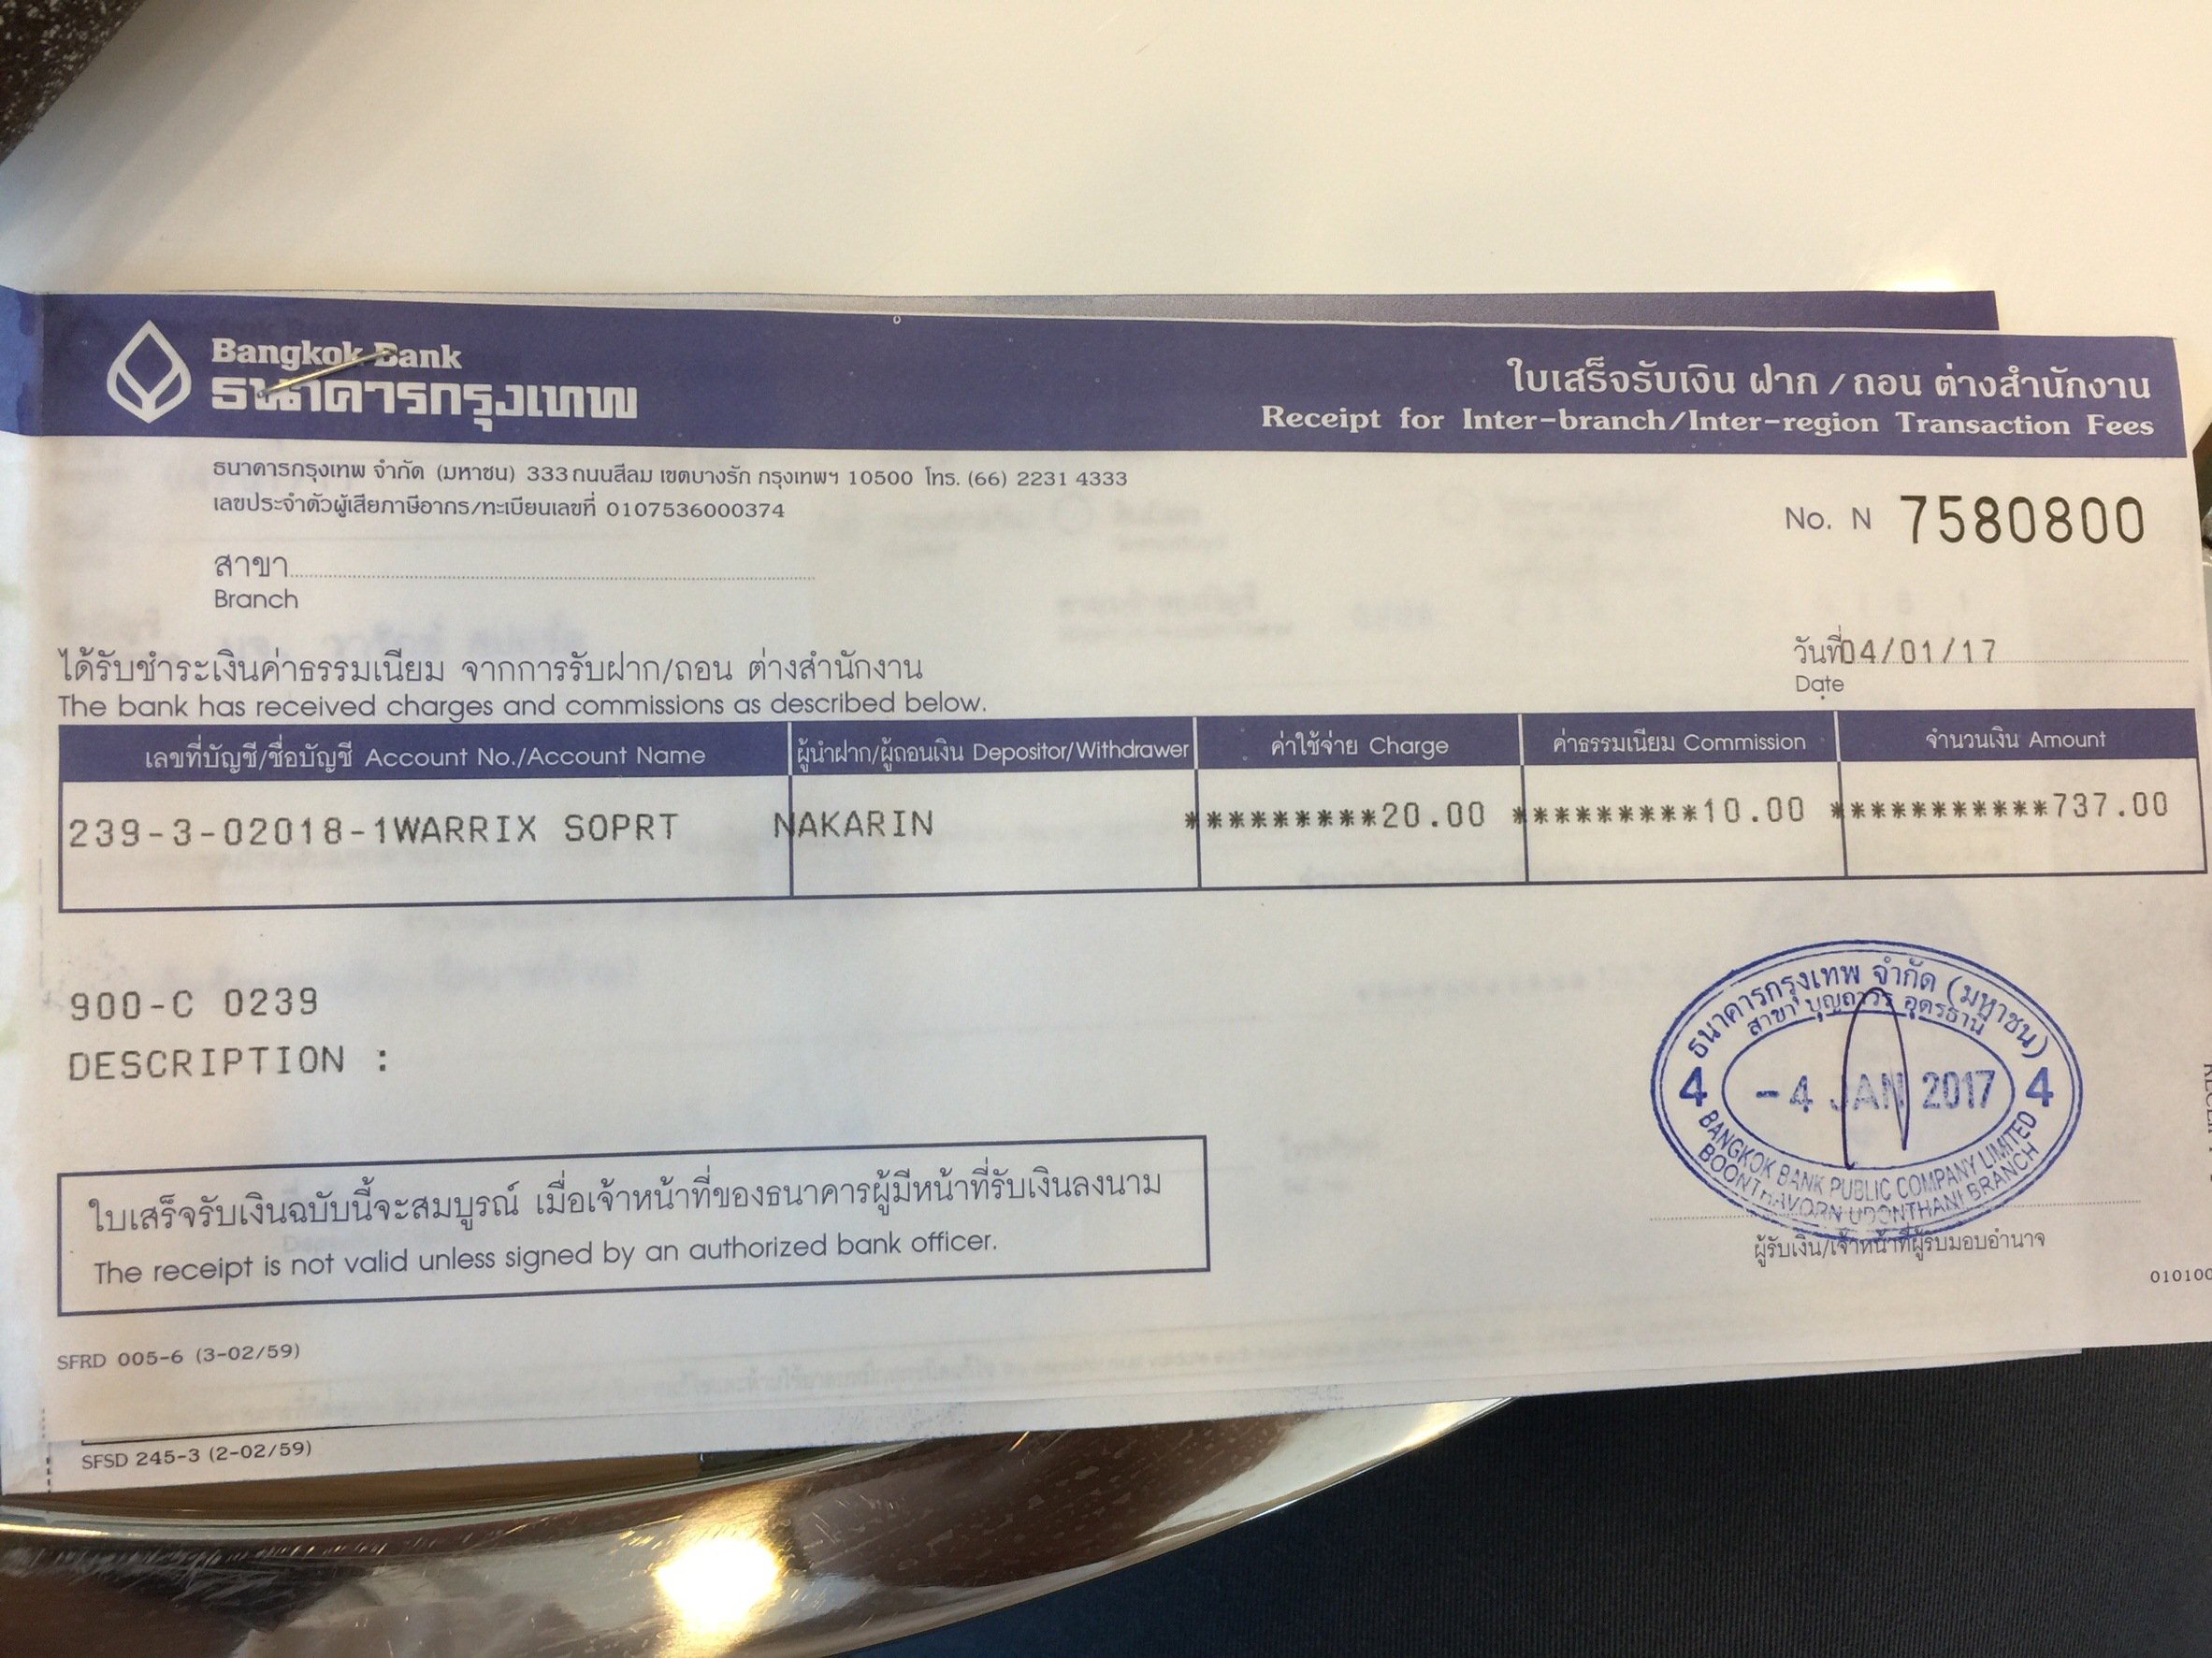 Bangkok Bank
ธนาคารกรุงเทพ
ใบเสร็จรับเงิน ฝาก / ถอน ต่างสำนักงาน
Receipt for Inter-branch/Inter-region Transaction Fees
ธนาคารกรุงเทพ จำกัด (มหาชน) 333 ถนนสีลม เขตบางรัก กรุงเทพฯ 10500 โทร. (66) 2231 4333
เลขประจำตัวผู้เสียภาษีอากร/ทะเบียนเลขที่ 0107536000374
No. N 7580800
สาขา
Branch
วันที่04/01/17
Date
ได้รับชำระเงินค่าธรรมเนียม จากการรับฝาก/ถอน ต่างสำนักงาน
The bank has received charges and commissions as described below.
เลขที่บัญชี/ชื่อบัญชี Account No./Account Name ผู้นำฝาก/ผู้ถอนเงิน Depositor/Withdrawer ค่าใช้จ่าย Charge ค่าธรรมเนียม Commission จำนวนเงิน Amount
239-3-02018-1WARRIX SOPRT NAKARIN *********20.00 *********10.00 ***********737.00
900-C 0239
DESCRIPTION :
ธนาคารกรุงเทพ จำกัด (มหาชน)
สาขา บุญถาวร อุดรธานี
4 -4 JAN 2017 4
BANGKOK BANK PUBLIC COMPANY LIMITED
BOONTHAVORN UDONTHANI BRANCH
ผู้รับเงิน/เจ้าหน้าที่ผู้รับมอบอำนาจ
ใบเสร็จรับเงินฉบับนี้จะสมบูรณ์ เมื่อเจ้าหน้าที่ของธนาคารผู้มีหน้าที่รับเงินลงนาม
The receipt is not valid unless signed by an authorized bank officer.
010100
SFRD 005-6 (3-02/59)
SFSD 245-3 (2-02/59)